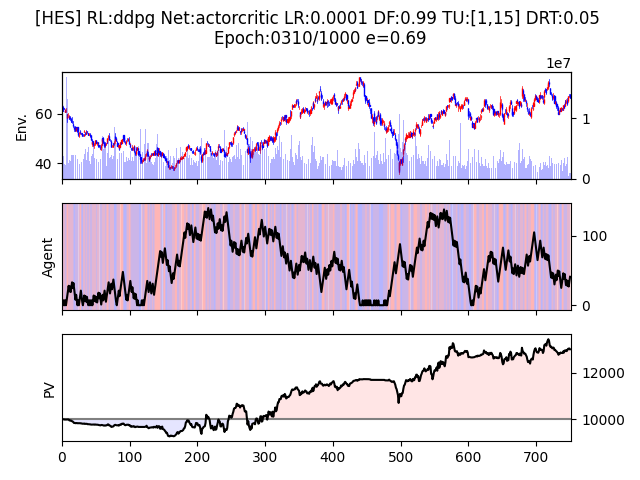 [HES] RL:ddpg Net:actorcritic LR:0.0001 DF:0.99 TU:[1,15] DRT:0.05
Epoch:0310/1000 e=0.69
1e7
Env.
60
40
1
0
Agent
100
0
PV
12000
10000
0 100 200 300 400 500 600 700